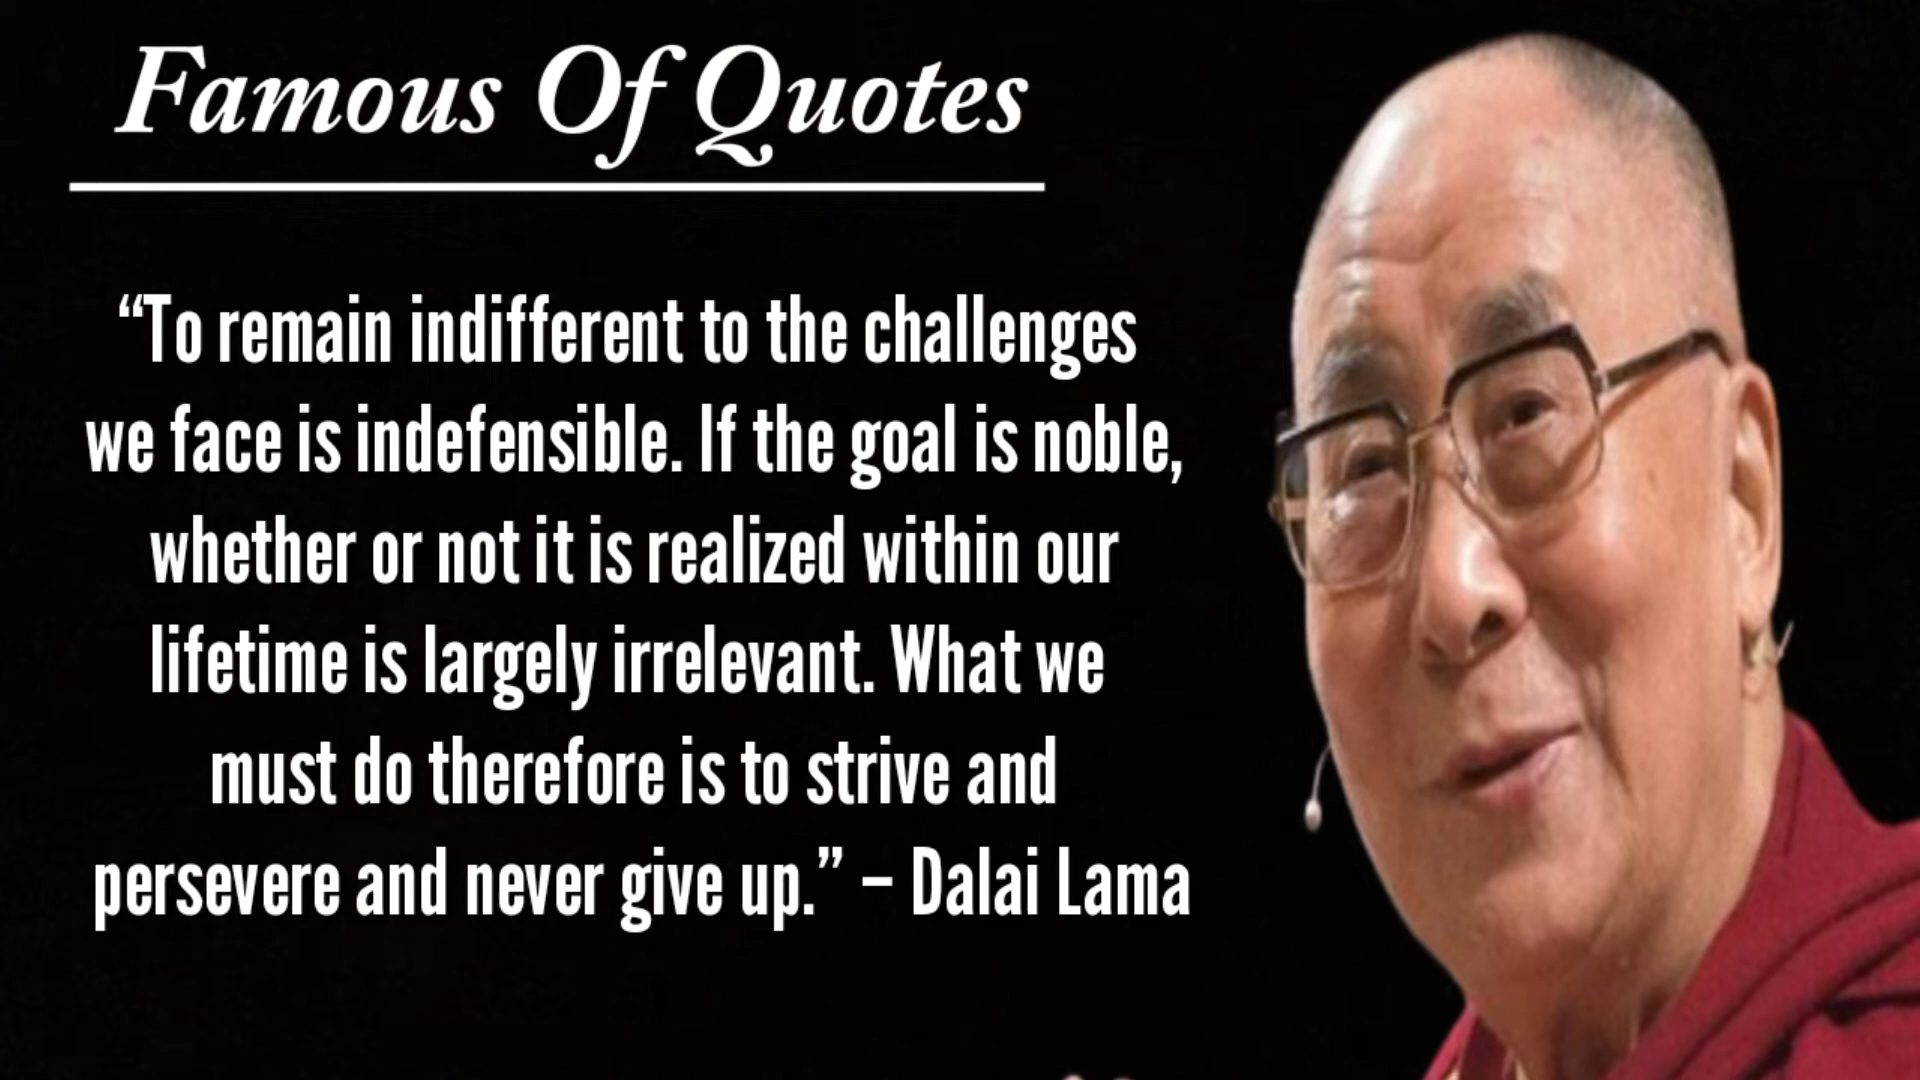 Famous Of Quotes
“To remain indifferent to the challenges
we face is indefensible. If the goal is noble,
whether or not it is realized within our
lifetime is largely irrelevant. What we
must do therefore is to strive and
persevere and never give up.” – Dalai Lama